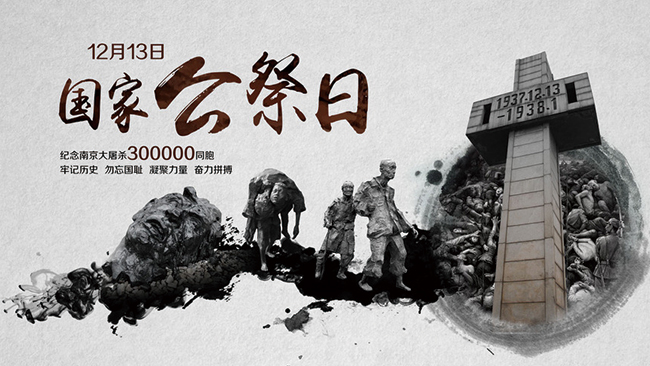 12月13日
国家公祭日
纪念南京大屠杀300000同胞
牢记历史 勿忘国耻 凝聚力量 奋力拼搏
1937.12.13
-1938.1